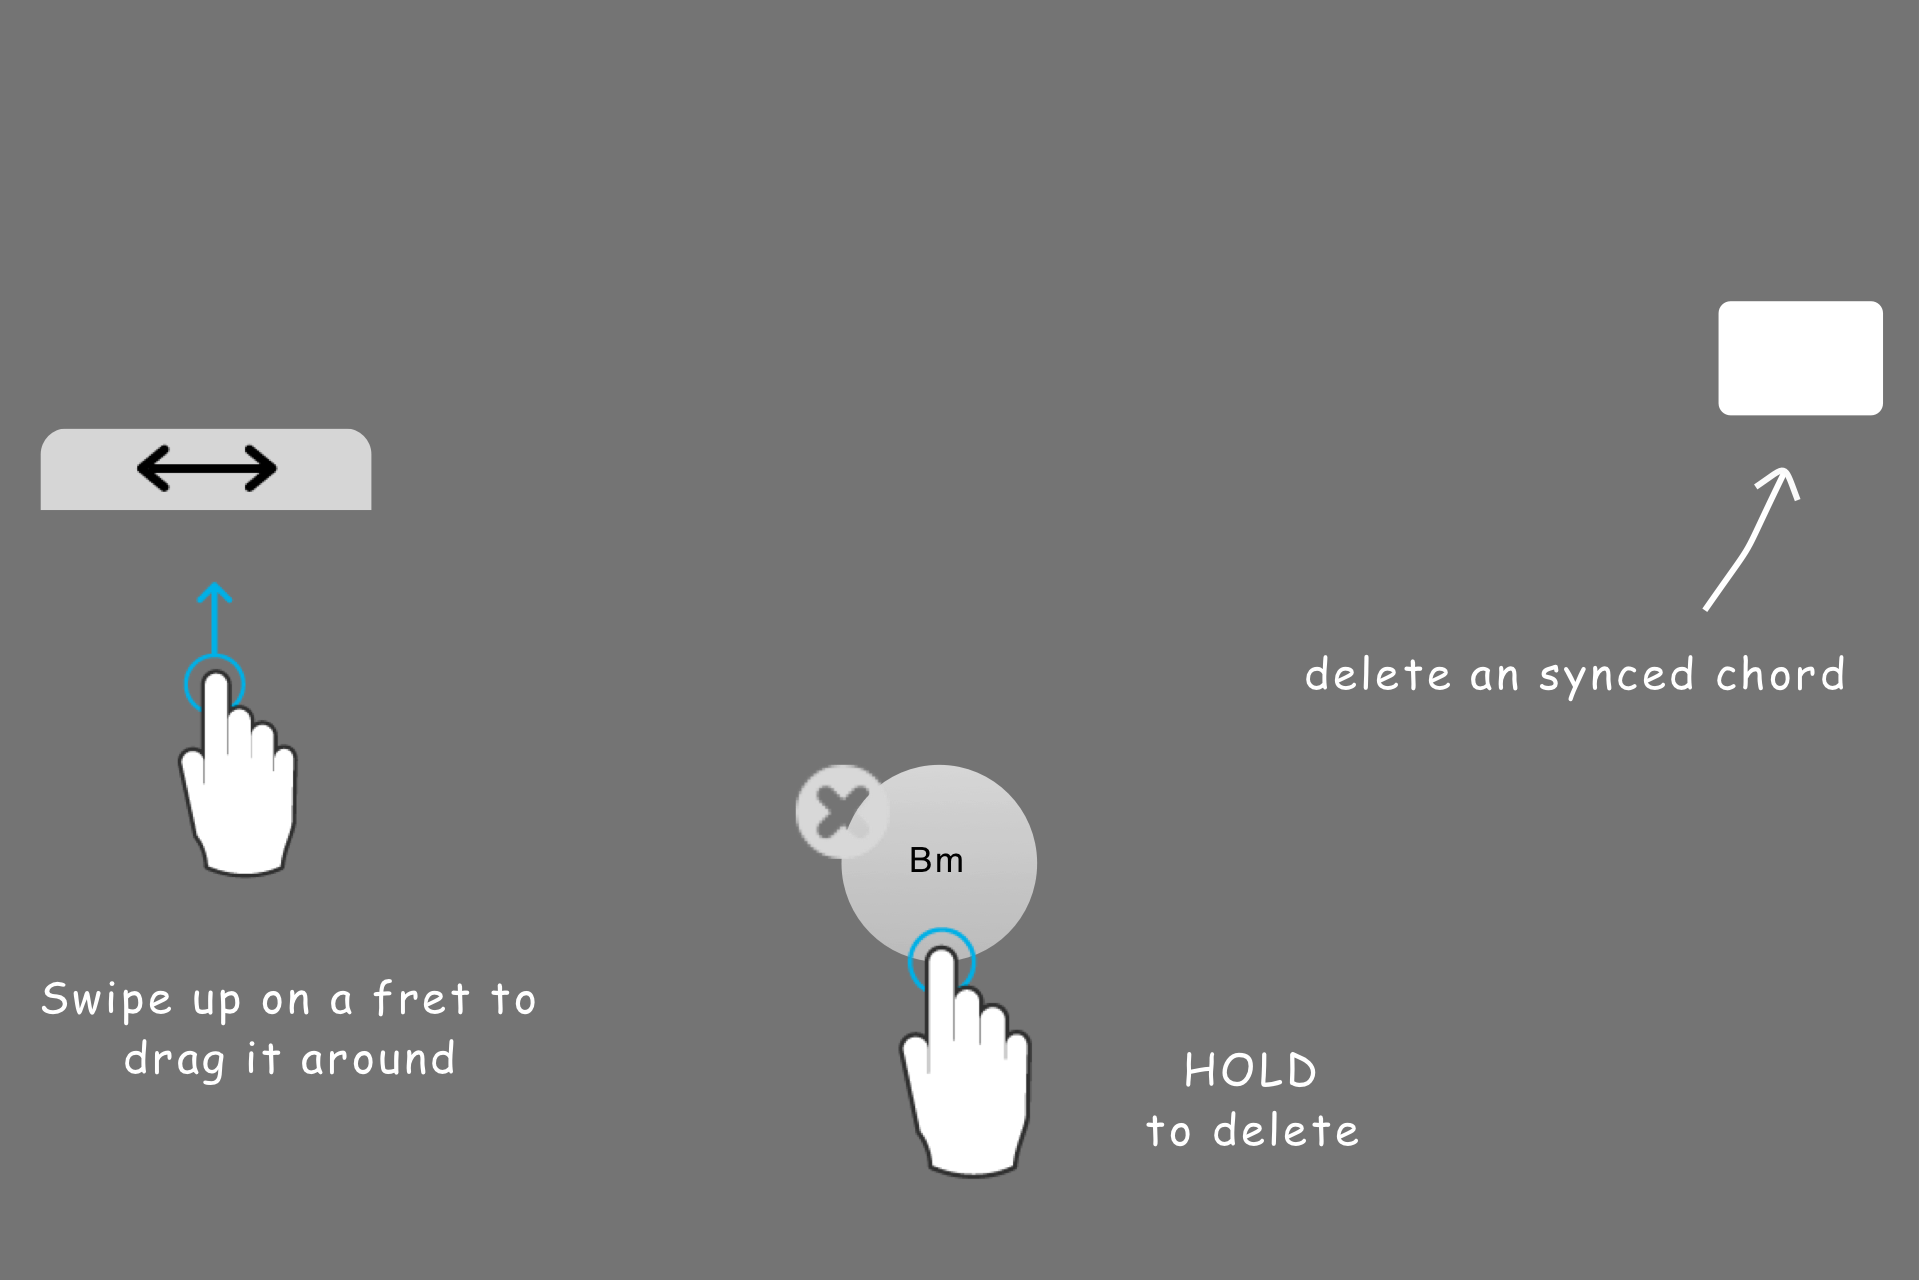 delete an synced chord
Bm
Swipe up on a fret to
drag it around
HOLD
to delete